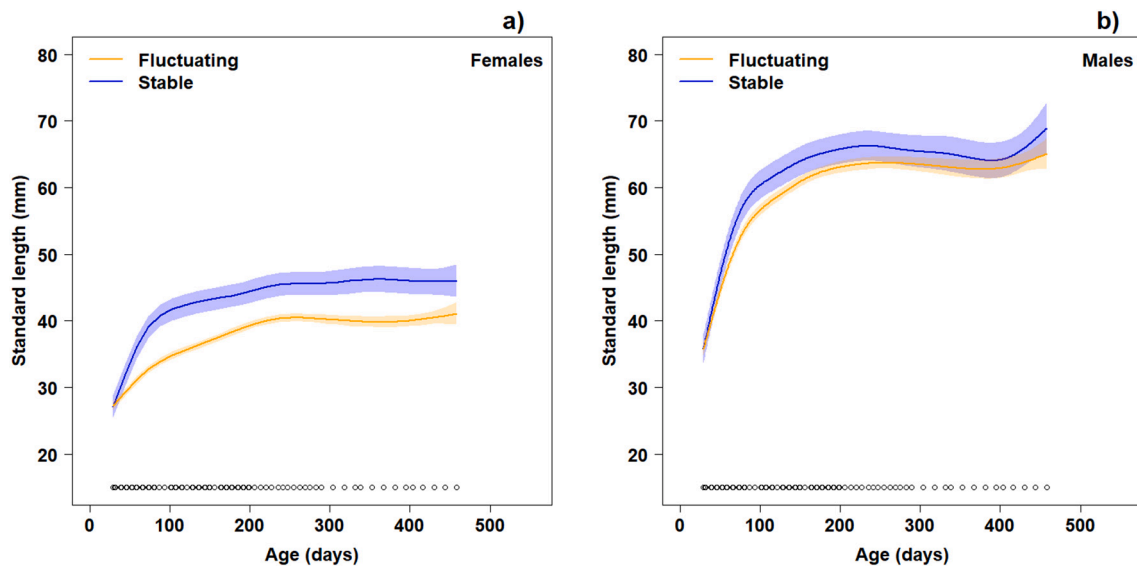 a)
Fluctuating
Stable
Females
80
70
60
50
40
30
20
Standard length (mm)
0 100 200 300 400 500
Age (days)
b)
Fluctuating
Stable
Males
80
70
60
50
40
30
20
Standard length (mm)
0 100 200 300 400 500
Age (days)